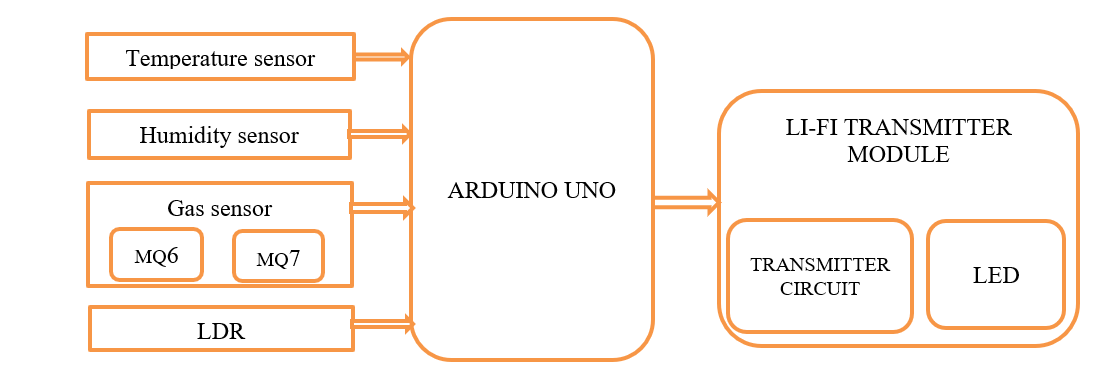 Temperature sensor
Humidity sensor
Gas sensor
MQ6
MQ7
LDR
ARDUINO UNO
LI-FI TRANSMITTER
MODULE
TRANSMITTER
CIRCUIT
LED